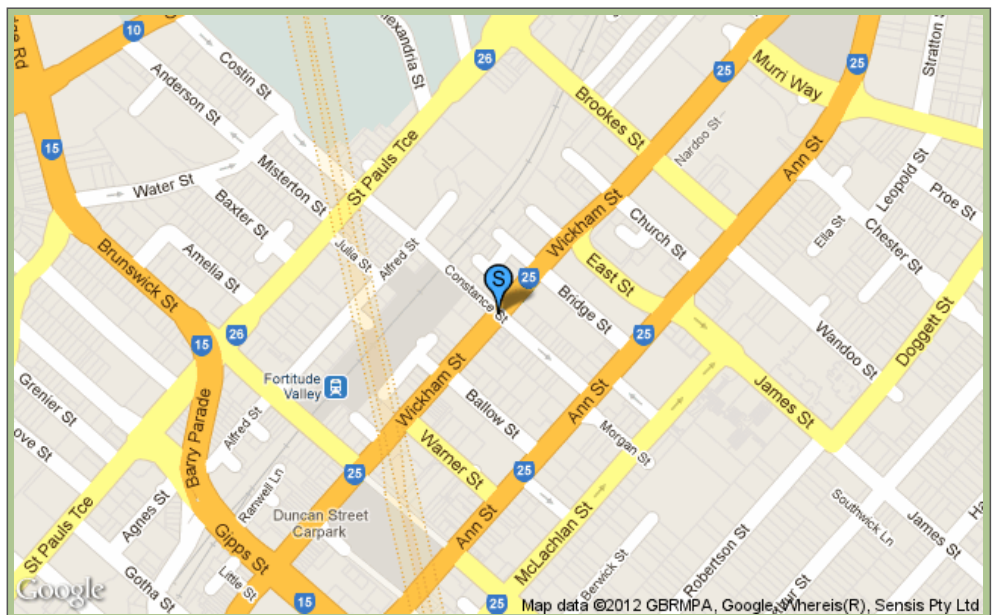 ge Rd
10
Costin St
Alexandria St
26
25
Stratton S
Anderson St
Murri Way
25
Brookes St
15
St Pauls Tce
Nardoo St
Ann St
Misterton St
Leopold St
Water St
Proe St
Baxter St
Wickham St
Church St
Ella St
Chester St
Julia St
Alfred St
Brunswick St
Amelia St
Constance St
S
25
East St
Bridge St
Doggett St
26
15
25
Wandoo St
Fortitude
Valley
Wickham St
James St
Grenier St
Barry Parade
Alfred St
Ballow St
Ann St
Morgan St
ove St
Warner St
25
25
St Pauls Tce
Agnes St
Ranwell Ln
Duncan Street
Carpark
Southwick Ln
James St
Gipps St
Ann St
McLachlan St
Robertson St
Berwick St
Gotha St
Little St
15
25
Google
Map data ©2012 GBRMPA, Google, Whereis(R), Sensis Pty Ltd